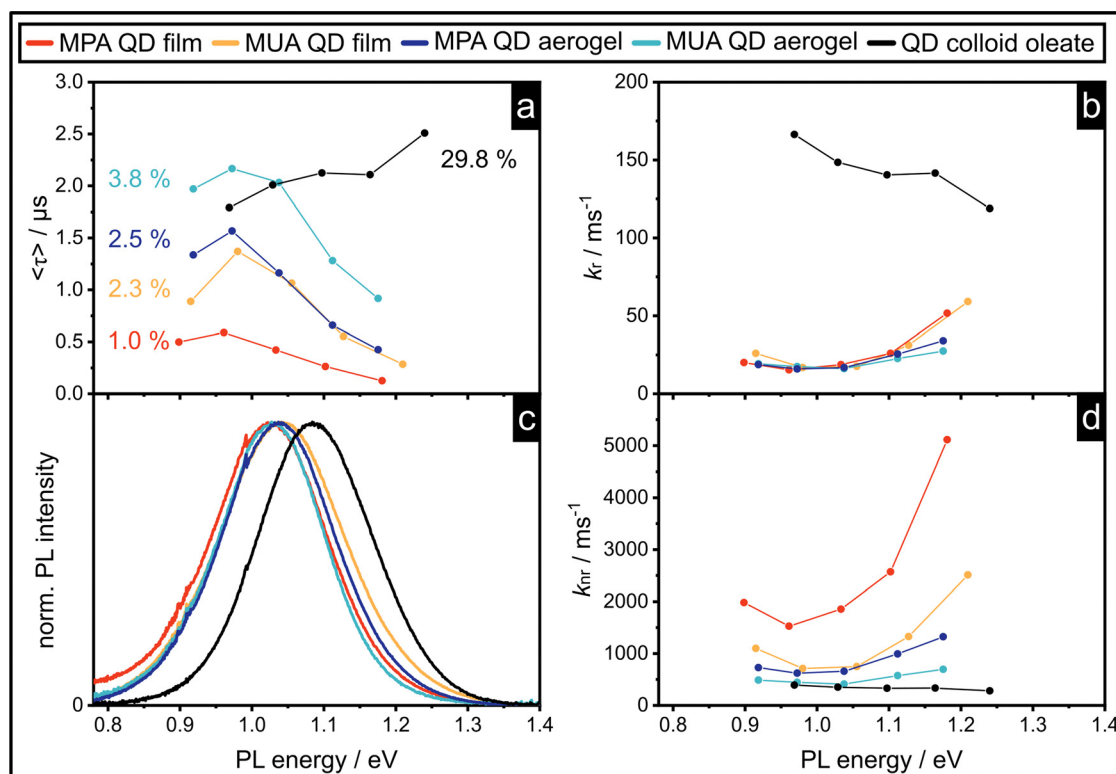 MPA QD film MUA QD film MPA QD aerogel MUA QD aerogel QD colloid oleate
a
3.0
2.5
2.0
1.5
1.0
0.5
0.0
<τ> / µs
29.8 %
3.8 %
2.5 %
2.3 %
1.0 %
b
200
150
100
50
0
kr / ms⁻¹
c
norm. PL intensity
0
0.8 0.9 1.0 1.1 1.2 1.3 1.4
PL energy / eV
d
5000
4000
3000
2000
1000
0
knr / ms⁻¹
0.8 0.9 1.0 1.1 1.2 1.3 1.4
PL energy / eV